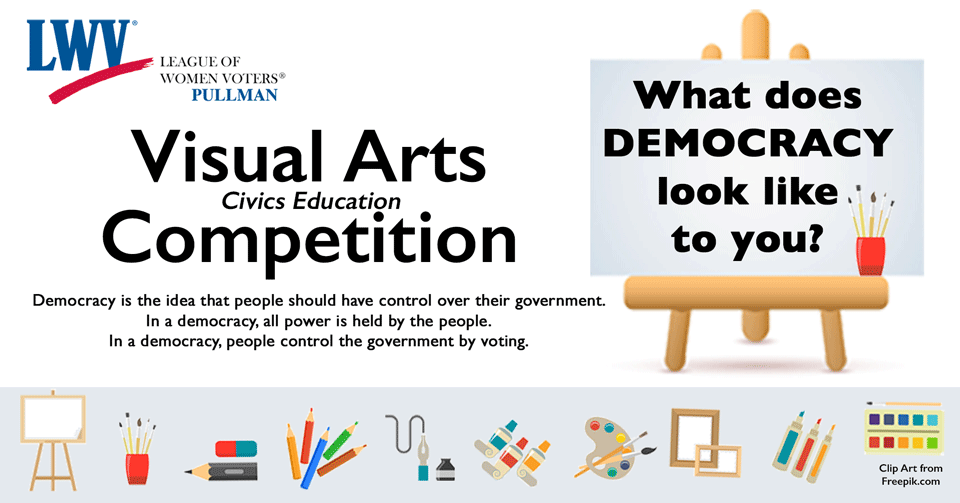 LWV®
LEAGUE OF
WOMEN VOTERS®
PULLMAN
Visual Arts
Civics Education
Competition
Democracy is the idea that people should have control over their government.
In a democracy, all power is held by the people.
In a democracy, people control the government by voting.
What does
DEMOCRACY
look like
to you?
Clip Art from
Freepik.com